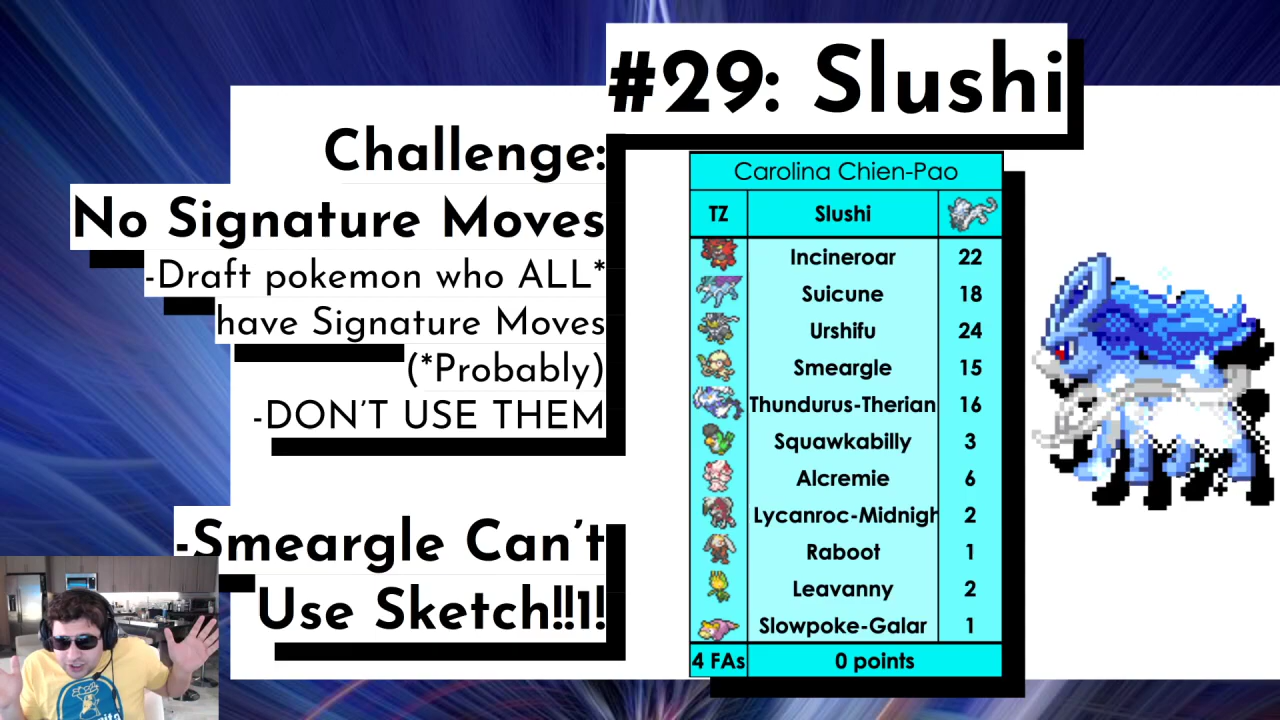 #29: Slushi
Challenge:
No Signature Moves
-Draft pokemon who ALL*
have Signature Moves
(*Probably)
-DON'T USE THEM
-Smeargle Can't
Use Sketch!!1!
Carolina Chien-Pao
TZ Slushi
Incineroar 22
Suicune 18
Urshifu 24
Smeargle 15
Thundurus-Therian 16
Squawkabilly 3
Alcremie 6
Lycanroc-Midnigh 2
Raboot 1
Leavanny 2
Slowpoke-Galar 1
4 FAs 0 points